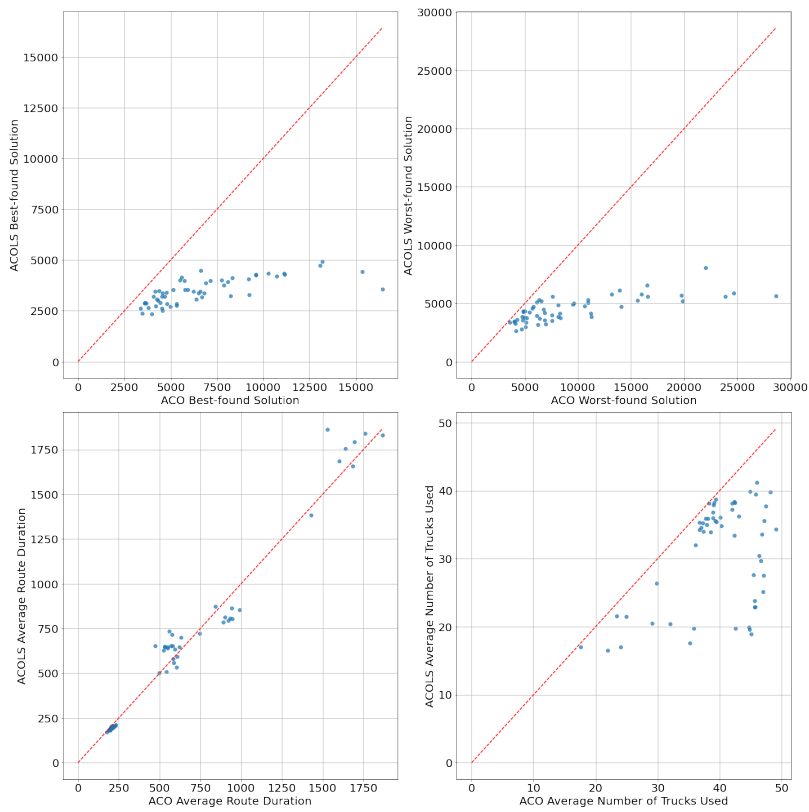 15000
12500
10000
7500
5000
2500
0
ACOLS Best-found Solution
0 2500 5000 7500 10000 12500 15000
ACO Best-found Solution
30000
25000
20000
15000
10000
5000
0
ACOLS Worst-found Solution
0 5000 10000 15000 20000 25000 30000
ACO Worst-found Solution
1750
1500
1250
1000
750
500
250
0
ACOLS Average Route Duration
0 250 500 750 1000 1250 1500 1750
ACO Average Route Duration
50
40
30
20
10
0
ACOLS Average Number of Trucks Used
0 10 20 30 40 50
ACO Average Number of Trucks Used